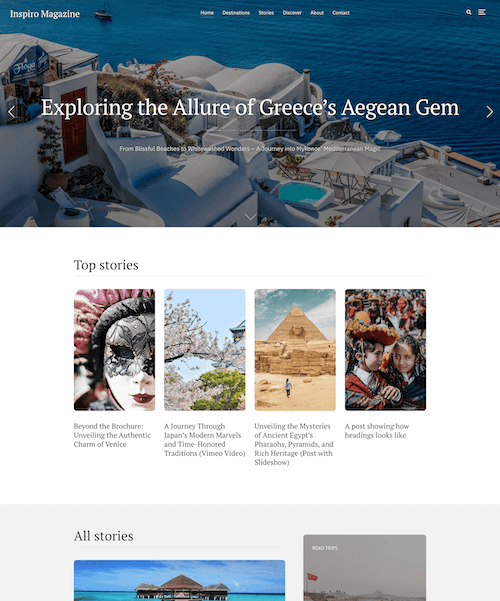 Inspiro Magazine
Home Destinations Stories Discover About Contact
Exploring the Allure of Greece's Aegean Gem
From Blissful Beaches to Whitewashed Wonders – A Journey into Mykonos' Mediterranean Magic
Top stories
Beyond the Brochure:
Unveiling the Authentic
Charm of Venice
A Journey Through
Japan's Modern Marvels
and Time-Honored
Traditions (Vimeo Video)
Unveiling the Mysteries
of Ancient Egypt's
Pharaohs, Pyramids, and
Rich Heritage (Post with
Slideshow)
A post showing how
headings looks like
All stories
ROAD TRIPS